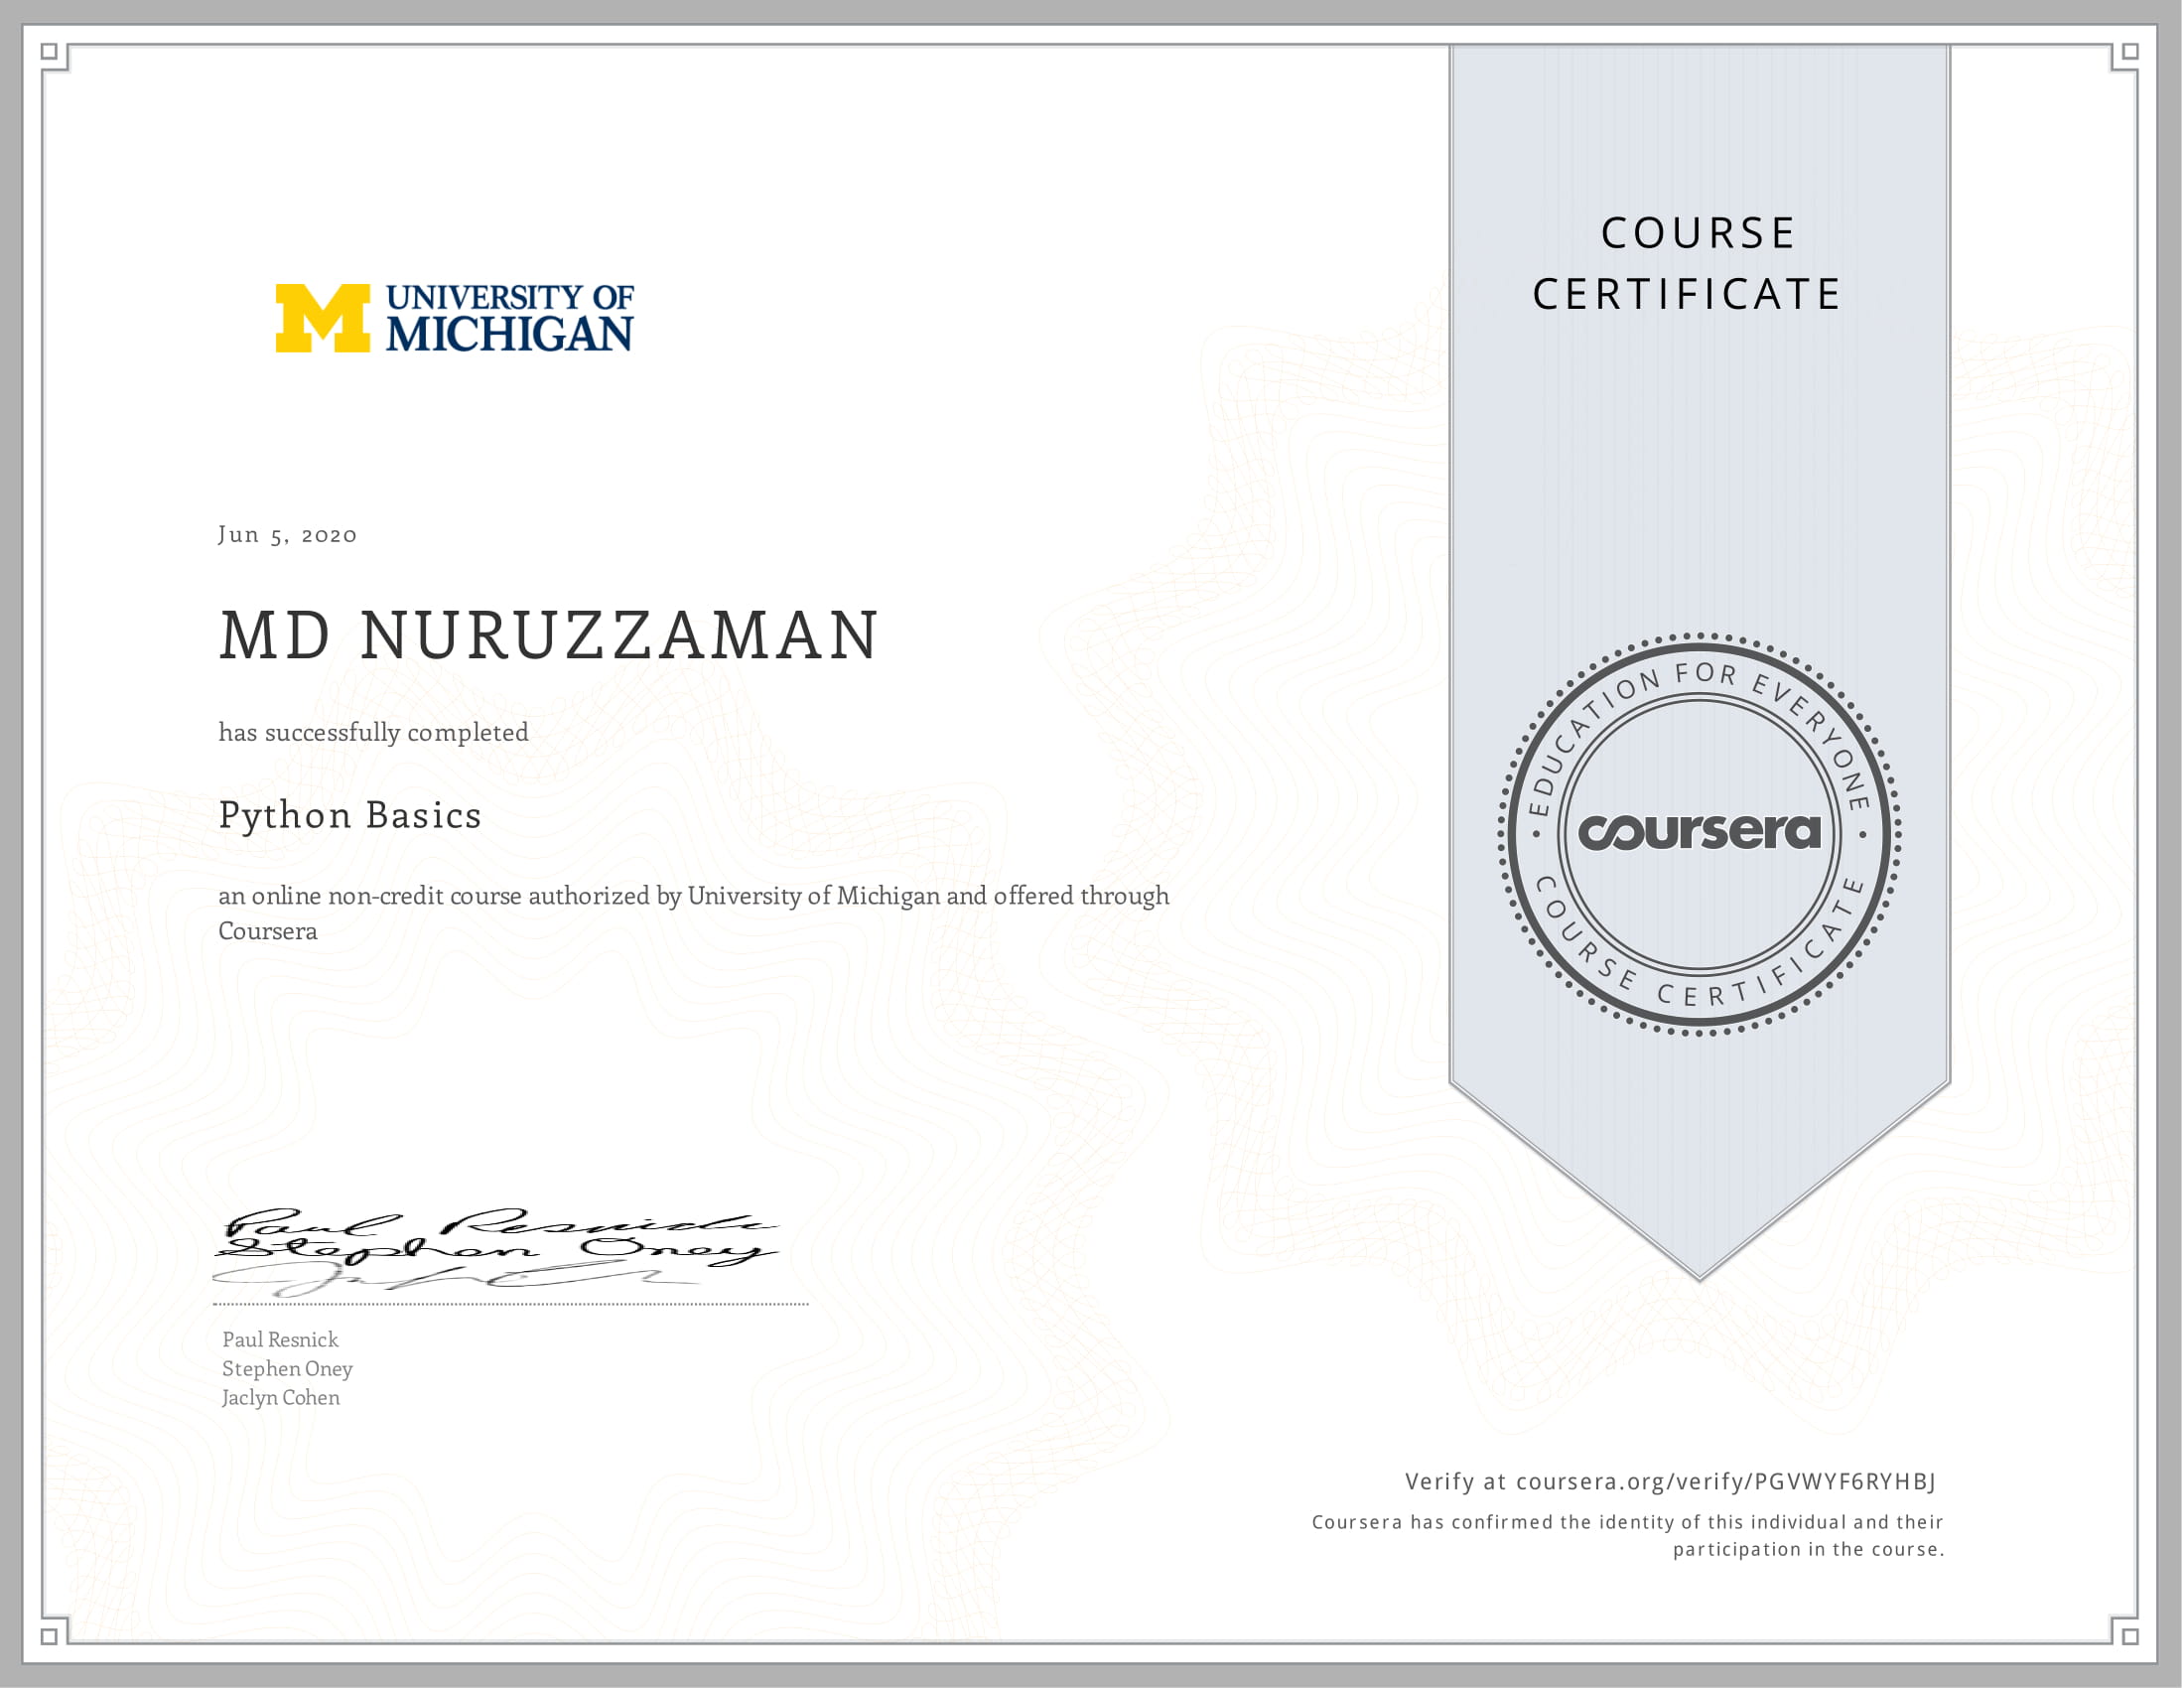 UNIVERSITY OF
MICHIGAN
Jun 5, 2020
MD NURUZZAMAN
has successfully completed
Python Basics
an online non-credit course authorized by University of Michigan and offered through
Coursera
Paul Resnick
Stephen Oney
Paul Resnick
Stephen Oney
Jaclyn Cohen
COURSE
CERTIFICATE
EDUCATION FOR EVERYONE
coursera
COURSE CERTIFICATE
Verify at coursera.org/verify/PGVWYF6RYHBJ
Coursera has confirmed the identity of this individual and their
participation in the course.